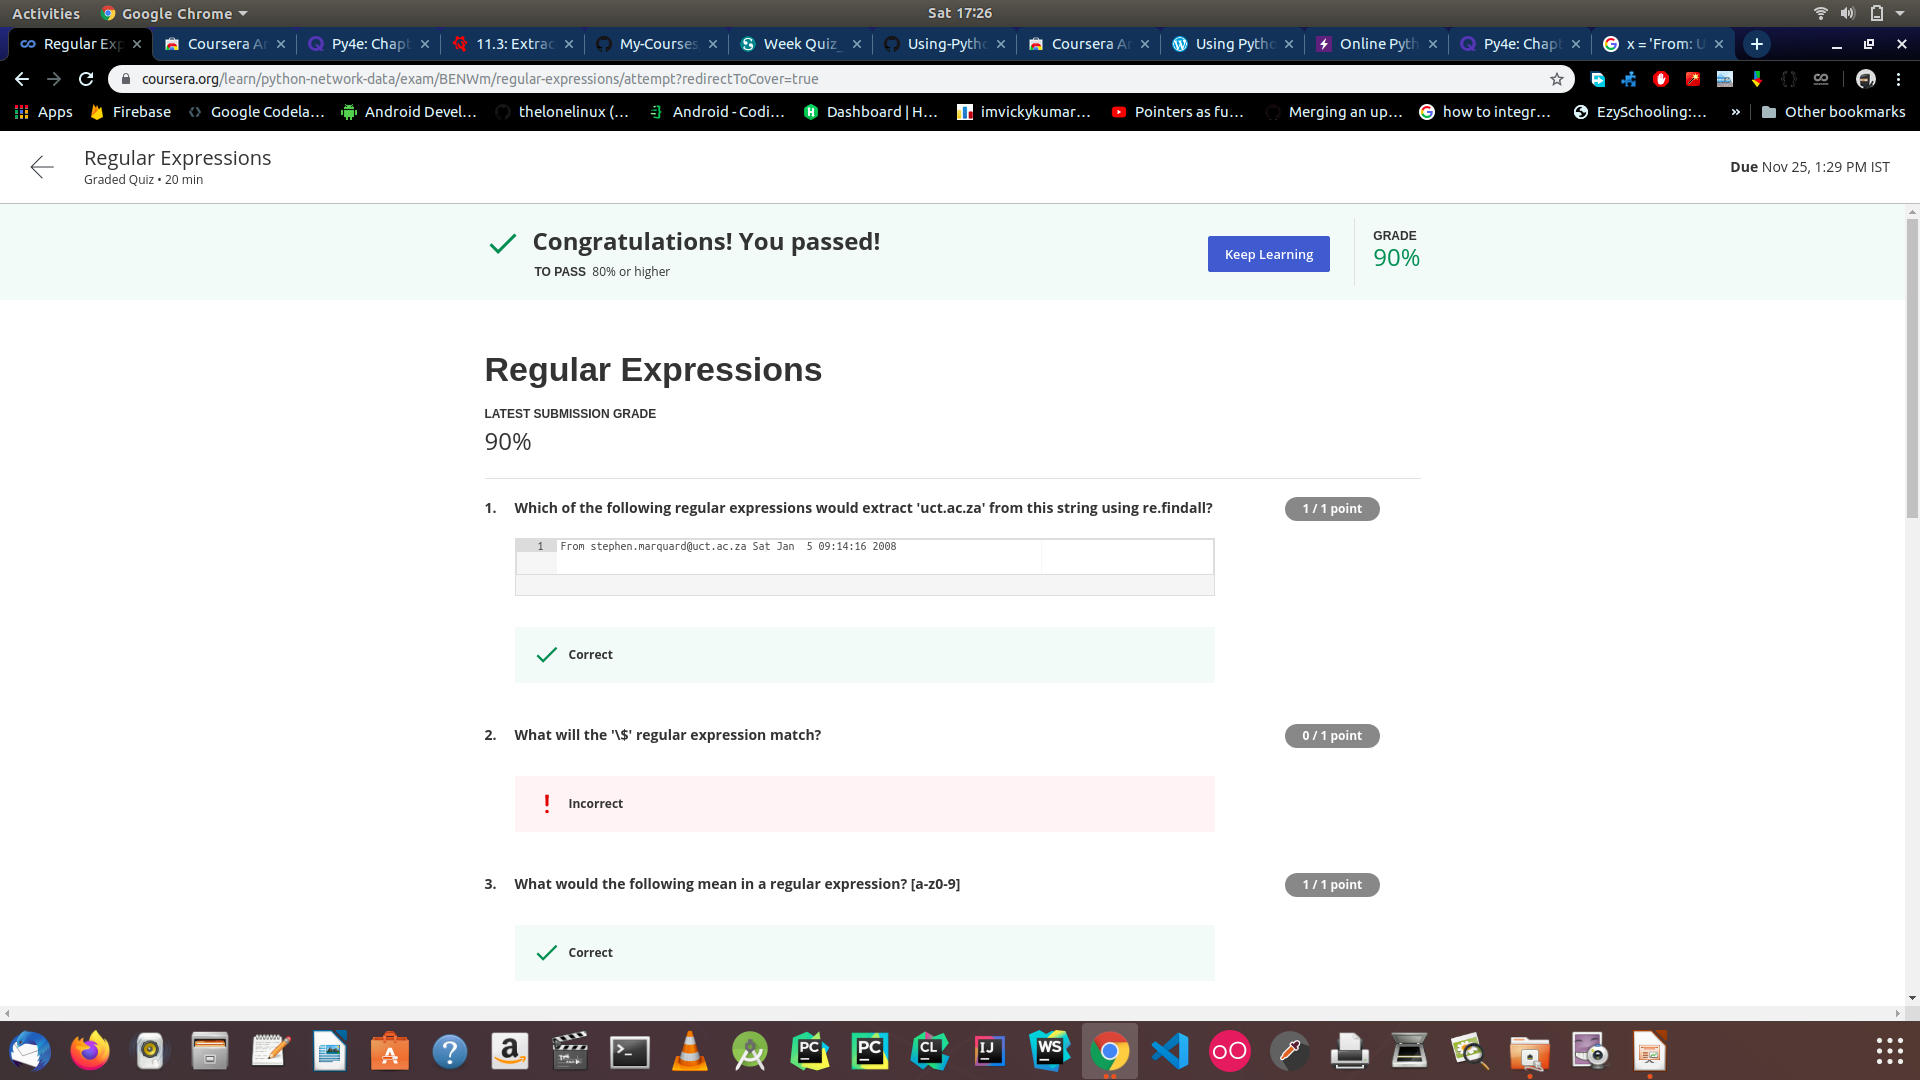 Activities Google Chrome Sat 17:26
Regular Exp Coursera An Py4e: Chapt 11.3: Extrac My-Courses Week Quiz_ Using-Pytho Coursera An Using Pytho Online Pyth Py4e: Chapt x = 'From: U
coursera.org/learn/python-network-data/exam/BENWm/regular-expressions/attempt?redirectToCover=true
Apps Firebase Google Codela... Android Devel... thelonelinux (... Android - Codi... Dashboard | H... imvickykumar... Pointers as fu... Merging an up... how to integr... EzySchooling:... » Other bookmarks
Regular Expressions
Graded Quiz • 20 min
Due Nov 25, 1:29 PM IST
Congratulations! You passed!
TO PASS 80% or higher
Keep Learning
GRADE
90%
Regular Expressions
LATEST SUBMISSION GRADE
90%
1. Which of the following regular expressions would extract 'uct.ac.za' from this string using re.findall? 1 / 1 point
1 From stephen.marquard@uct.ac.za Sat Jan  5 09:14:16 2008
Correct
2. What will the '\$' regular expression match? 0 / 1 point
Incorrect
3. What would the following mean in a regular expression? [a-z0-9] 1 / 1 point
Correct